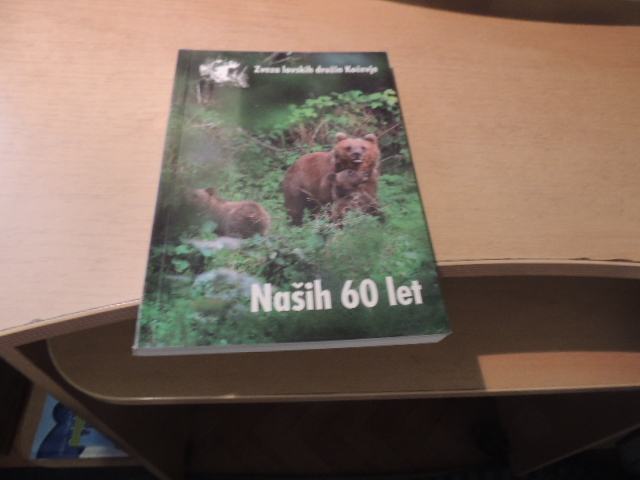 Zveza lovskih družin Kočevje
Naših 60 let